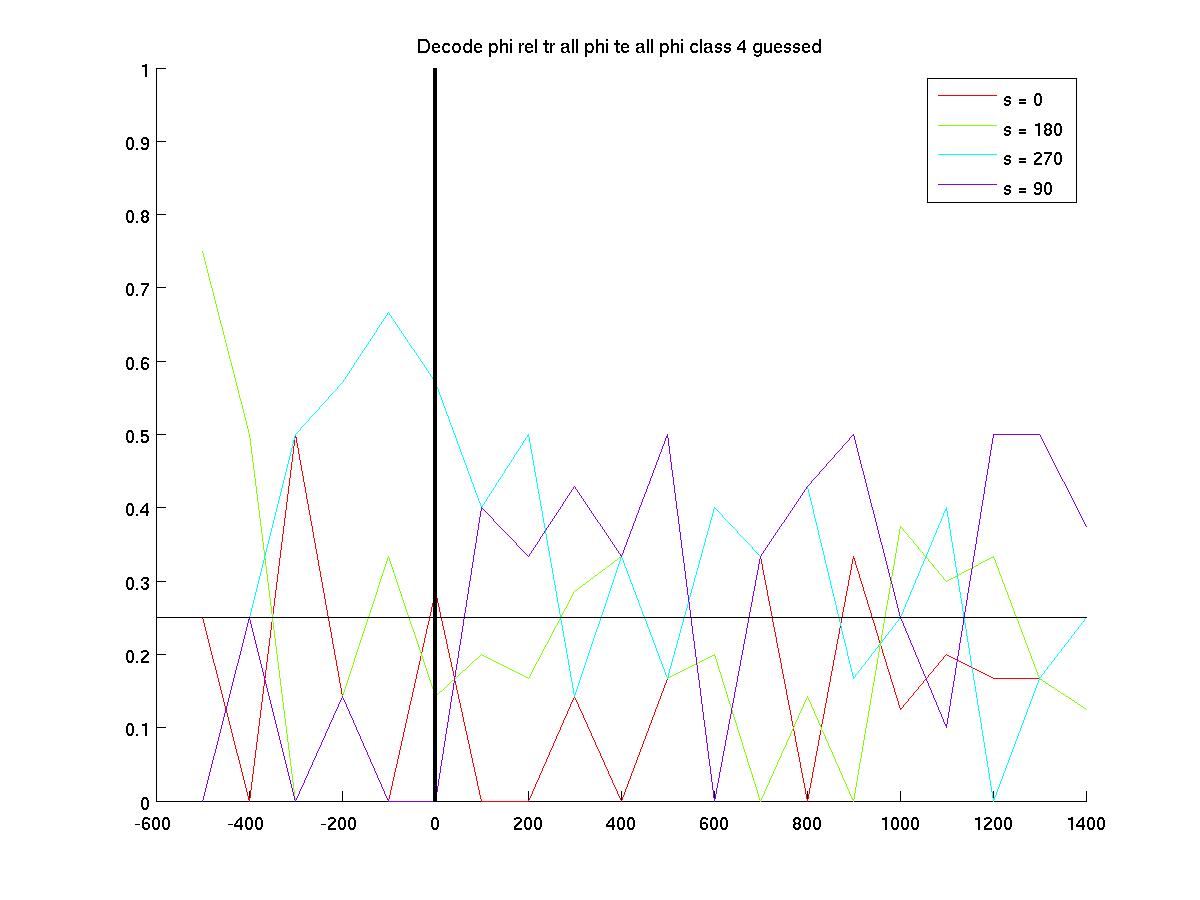 Decode phi rel tr all phi te all phi class 4 guessed
1
0.9
0.8
0.7
0.6
0.5
0.4
0.3
0.2
0.1
0
s = 0
s = 180
s = 270
s = 90
-600 -400 -200 0 200 400 600 800 1000 1200 1400